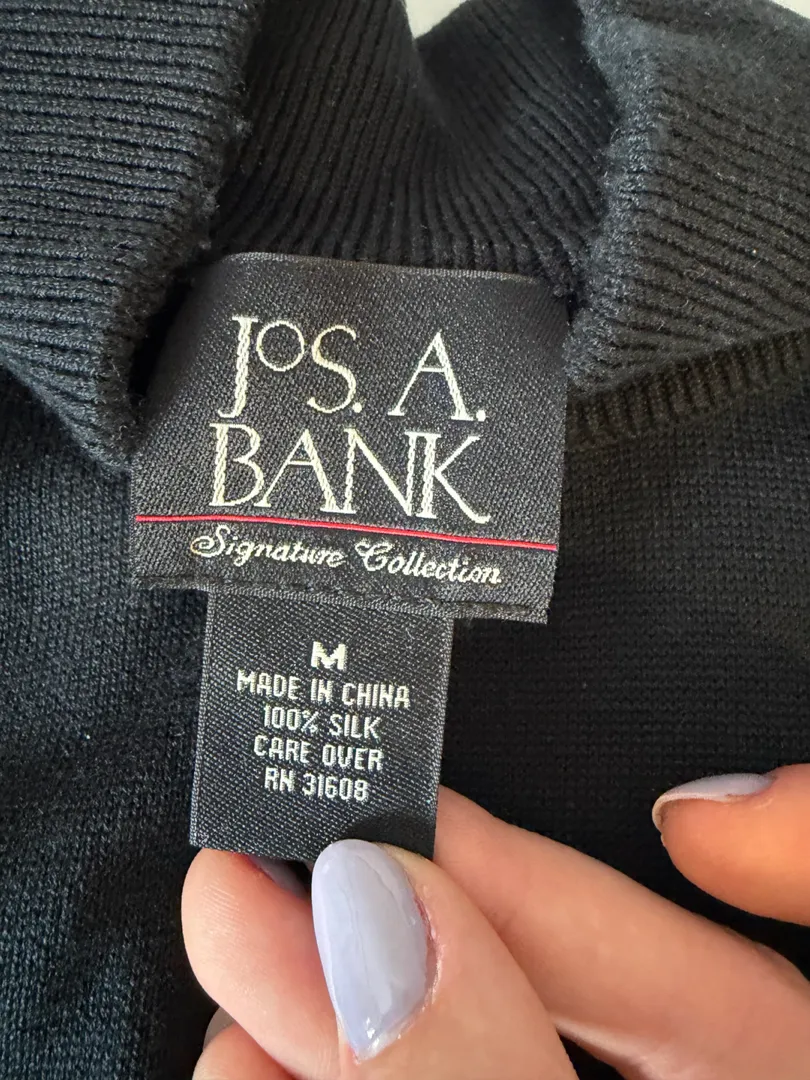 JOS. A.
BANK
Signature Collection
M
MADE IN CHINA
100% SILK
CARE OVER
RN 31608